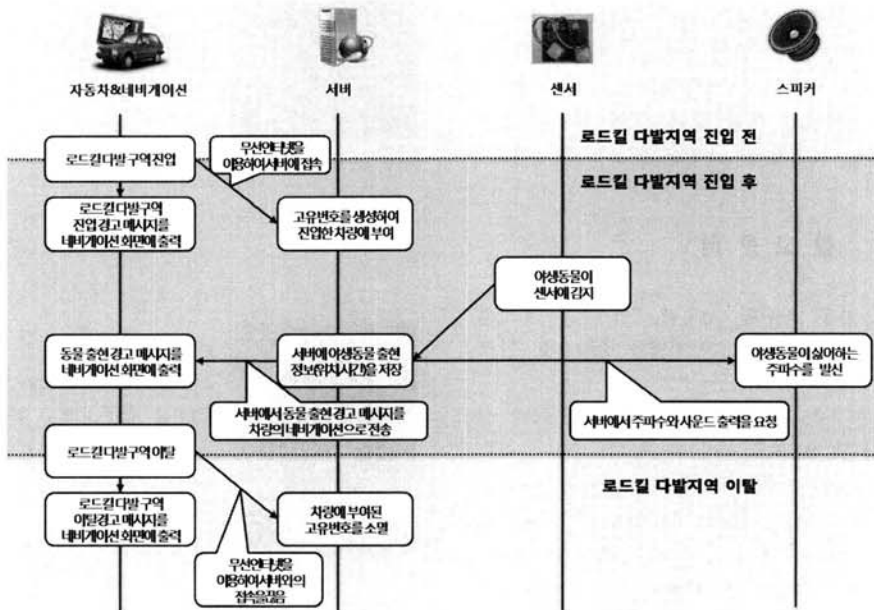 자동차&네비게이션
서비
센서
스피커
로드킬 다발지역 진입 전
로드킬다발 구역 진입
무선인터넷을
이용하여 서버에 접속
로드킬 다발지역 진입 후
로드킬다발구역
진입 경고 메시지를
네비게이션 화면에 출력
고유번호를 생성하여
진입한 차량에 부여
야생동물이
센서에 감지
동물 출현 경고 메시지를
네비게이션 화면에 출력
서버에 야생동물 출현
정보(위치,시간)을 저장
야생동물이 싫어하는
주파수를 발신
서버에서 동물 출현 경고 메시지를
차량의 네비게이션으로 전송
서버에서 주파수와 사운드 출력을 요청
로드킬다발구역 이탈
로드킬 다발지역 이탈
로드킬다발 구역
이탈경고 메시지를
네비게이션 화면에 출력
차량에 부여된
고유번호를 소멸
무선인터넷을
이용하여 서버와의
접속을 끊음